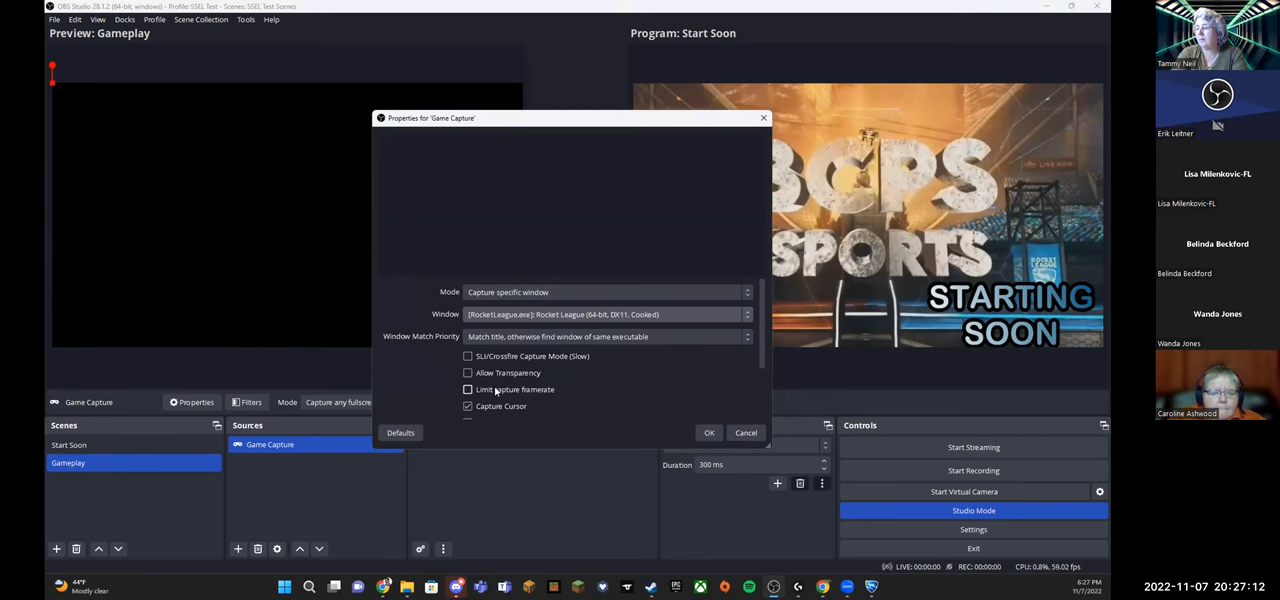 OBS Studio 28.1.2 (64-bit, windows) - Profile: SSEL Test - Scenes: SSEL Test Scenes
File Edit View Docks Profile Scene Collection Tools Help
Preview: Gameplay
Program: Start Soon
Properties for 'Game Capture'
BCPS
ESPORTS
LIVE NOW
ROCKET
LEAGUE
STARTING
SOON
Mode Capture specific window
Window [RocketLeague.exe]: Rocket League (64-bit, DX11, Cooked)
Window Match Priority Match title, otherwise find window of same executable
SLI/Crossfire Capture Mode (Slow)
Allow Transparency
Limit capture framerate
Capture Cursor
Defaults OK Cancel
Game Capture Properties Filters Mode Capture any fullscre
Scenes
Start Soon
Gameplay
Sources
Game Capture
Duration 300 ms
Controls
Start Streaming
Start Recording
Start Virtual Camera
Studio Mode
Settings
Exit
LIVE: 00:00:00 REC: 00:00:00 CPU: 0.8%, 59.02 fps
44°F
Mostly clear
6:27 PM
11/7/2022
Tammy Neil
Erik Leitner
Lisa Milenkovic-FL
Lisa Milenkovic-FL
Belinda Beckford
Belinda Beckford
Wanda Jones
Wanda Jones
Caroline Ashwood
2022-11-07 20:27:12